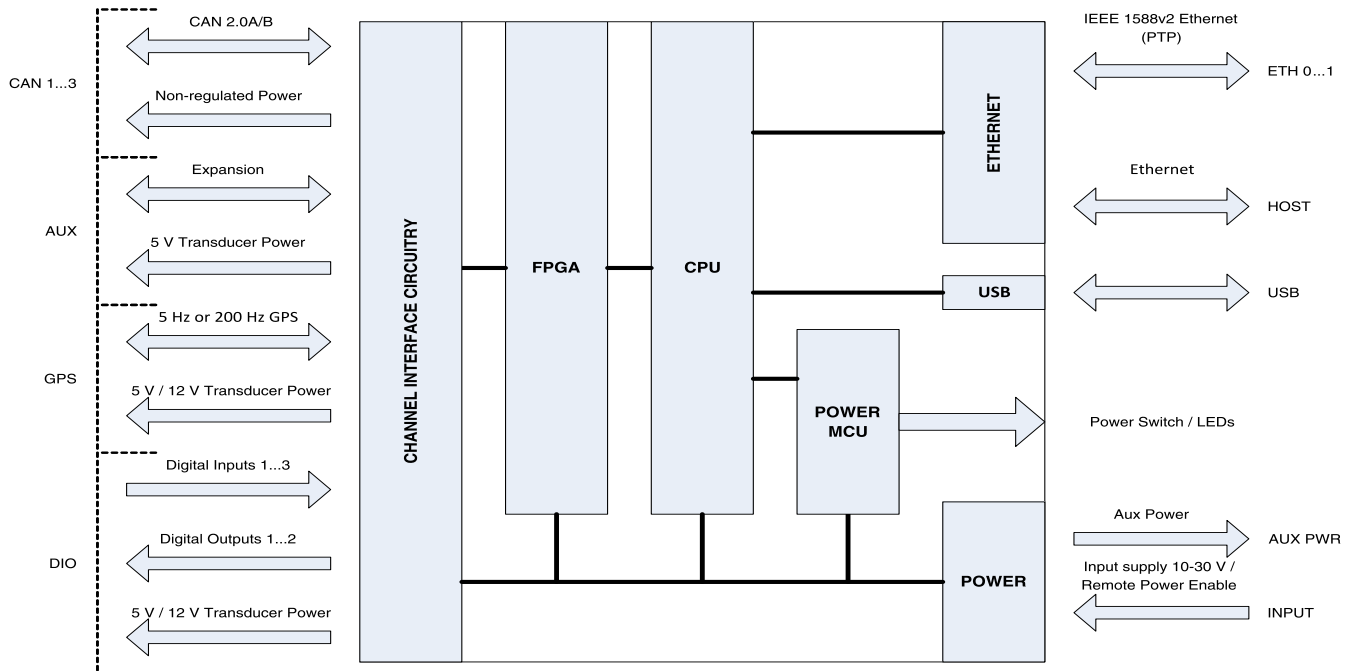 CAN 1...3
CAN 2.0A/B
Non-regulated Power
AUX
Expansion
5 V Transducer Power
GPS
5 Hz or 200 Hz GPS
5 V / 12 V Transducer Power
DIO
Digital Inputs 1...3
Digital Outputs 1...2
5 V / 12 V Transducer Power
CHANNEL INTERFACE CIRCUITRY
FPGA
CPU
POWER
MCU
ETHERNET
USB
POWER
IEEE 1588v2 Ethernet
(PTP)
ETH 0...1
Ethernet
HOST
USB
Power Switch / LEDs
Aux Power
AUX PWR
Input supply 10-30 V /
Remote Power Enable
INPUT